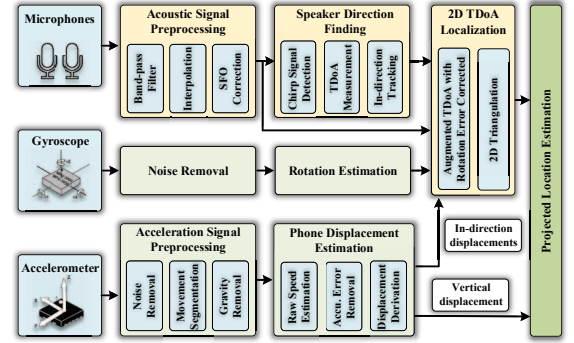 Microphones
Acoustic Signal
Preprocessing
Band-pass
Filter
Interpolation
SFO
Correction
Speaker Direction
Finding
Chirp Signal
Detection
TDoA
Measurement
In-direction
Tracking
2D TDoA
Localization
Augmented TDoA with
Rotation Error Corrected
2D Triangulation
Projected Location Estimation
Gyroscope
Noise Removal
Rotation Estimation
Accelerometer
Acceleration Signal
Preprocessing
Noise
Removal
Movement
Segmentation
Gravity
Removal
Phone Displacement
Estimation
Raw Speed
Estimation
Accu. Error
Removal
Displacement
Derivation
In-direction
displacements
Vertical
displacement